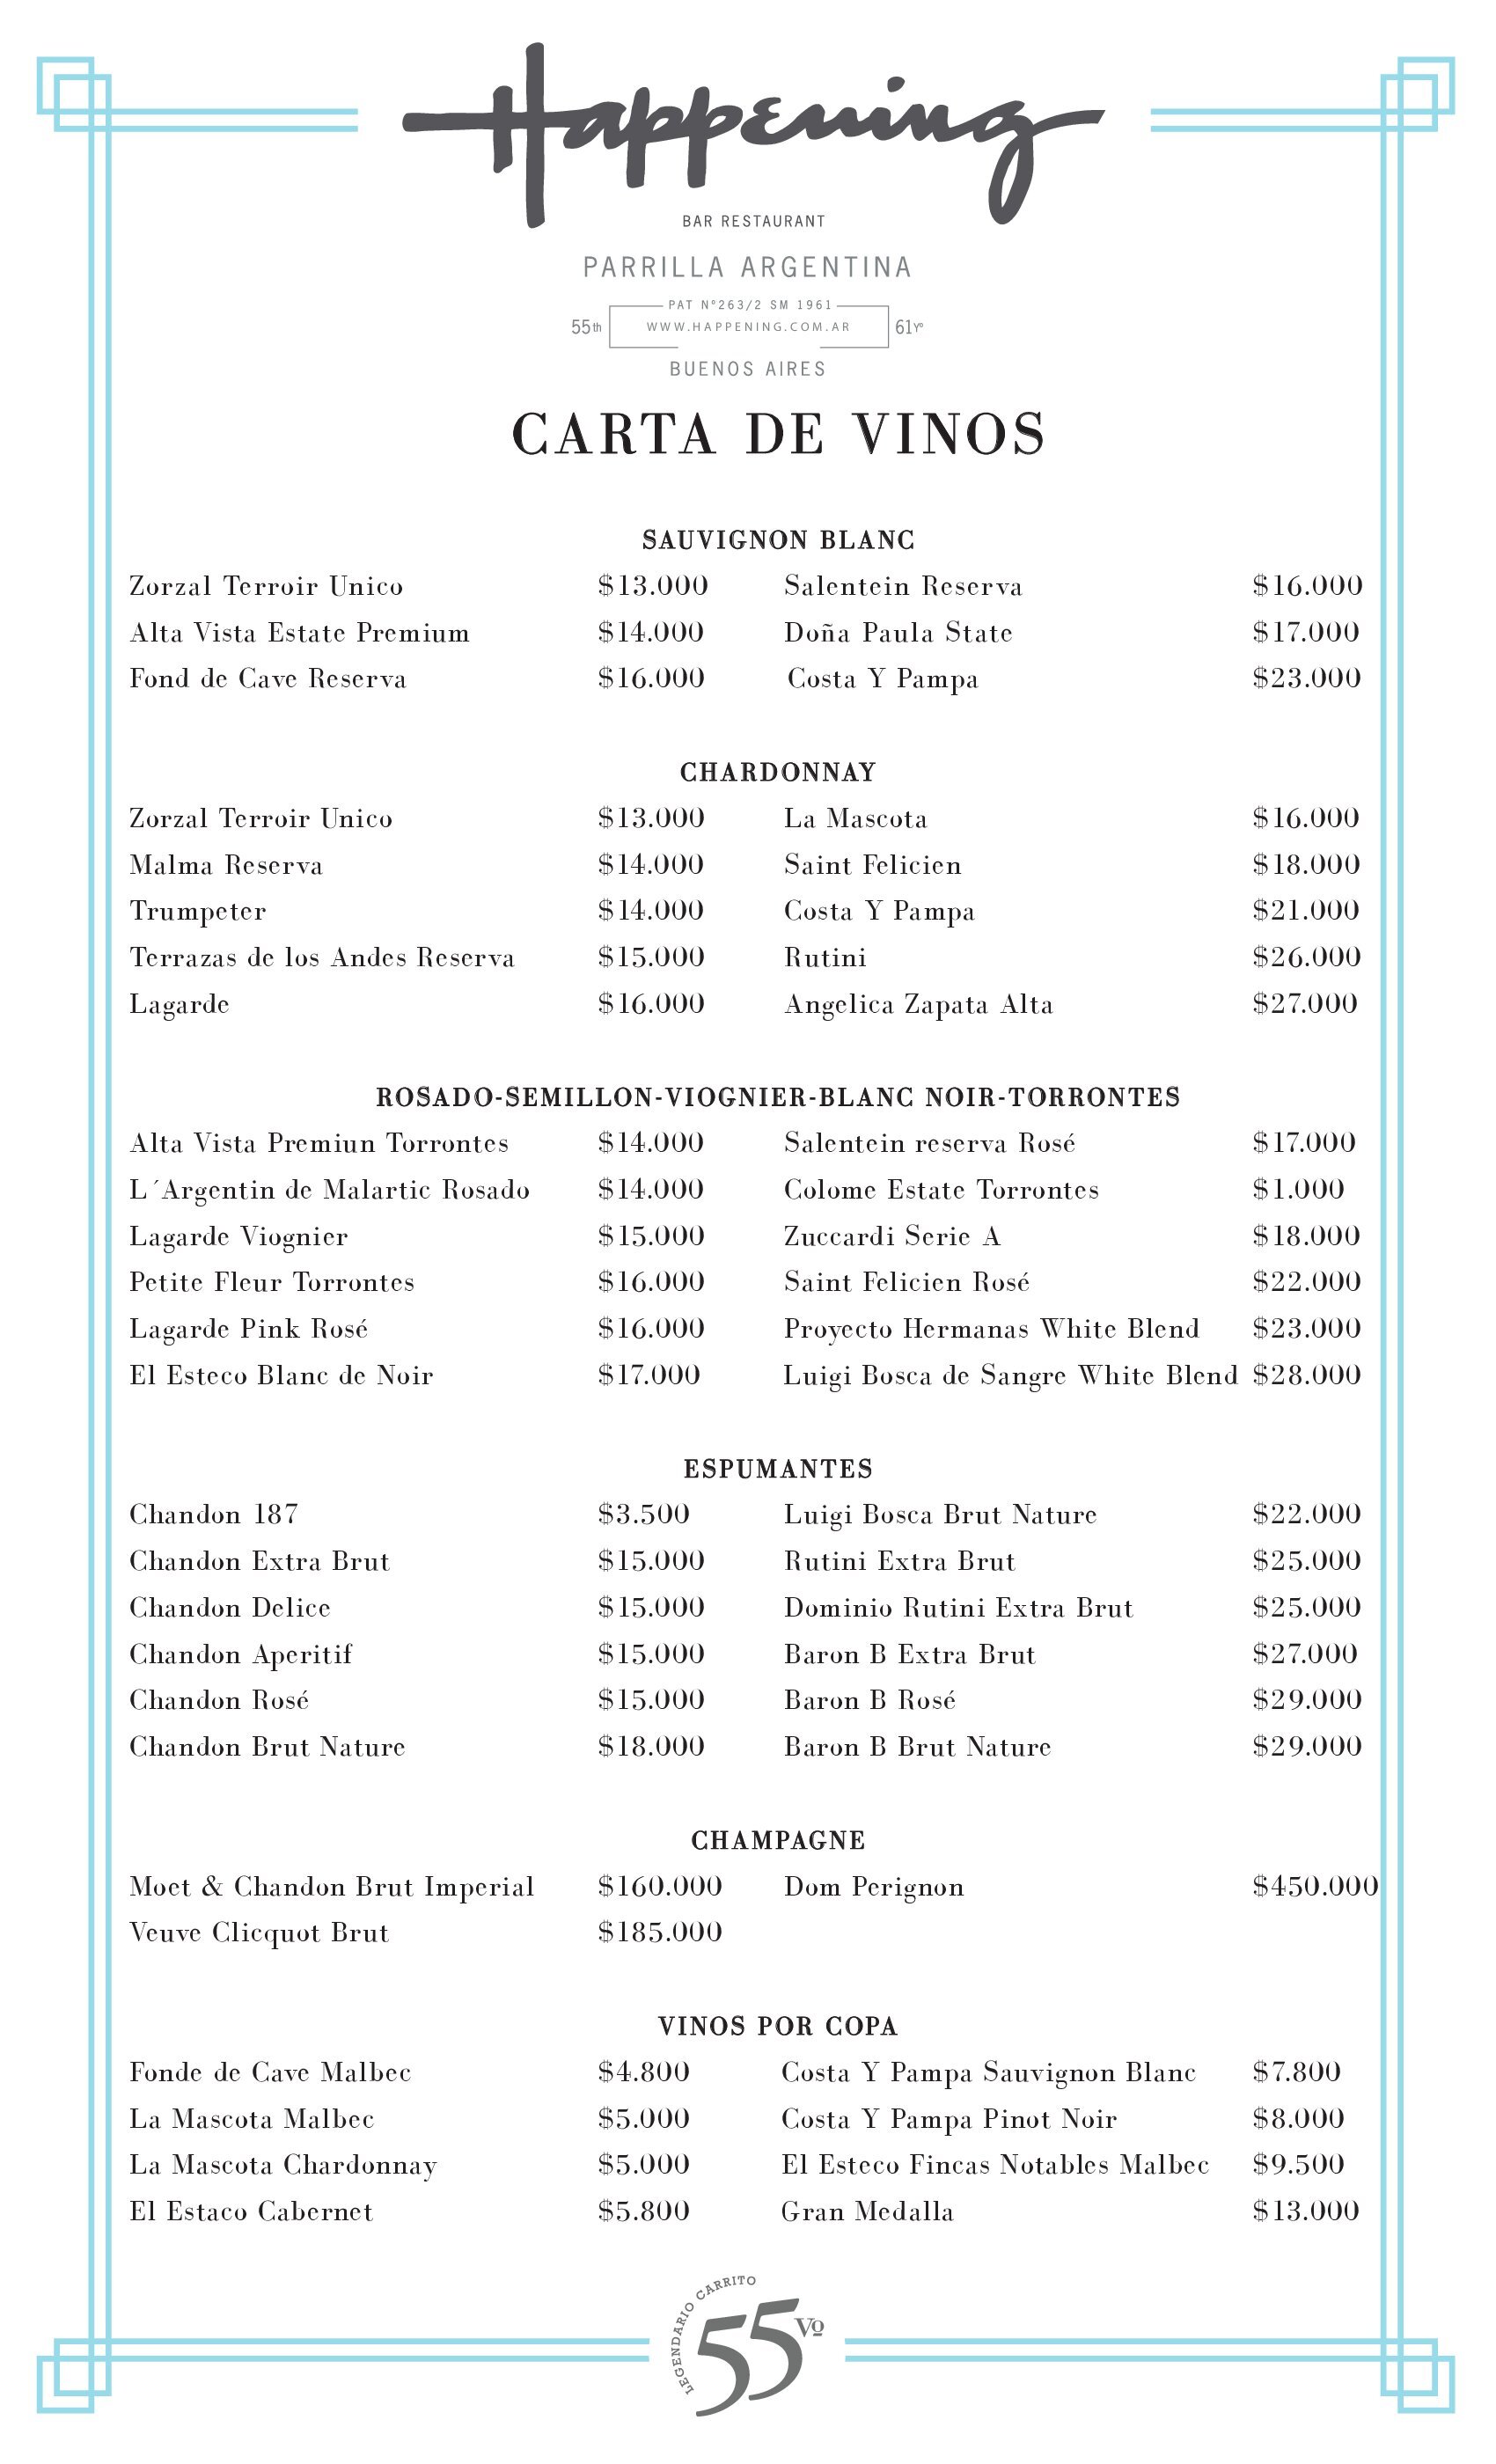 Happening
BAR RESTAURANT
PARRILLA ARGENTINA
PAT Nº263/2 SM 1961
55th WWW.HAPPENING.COM.AR 61Yº
BUENOS AIRES
CARTA DE VINOS
SAUVIGNON BLANC
Zorzal Terroir Unico $13.000 Salentein Reserva $16.000
Alta Vista Estate Premium $14.000 Doña Paula State $17.000
Fond de Cave Reserva $16.000 Costa Y Pampa $23.000
CHARDONNAY
Zorzal Terroir Unico $13.000 La Mascota $16.000
Malma Reserva $14.000 Saint Felicien $18.000
Trumpeter $14.000 Costa Y Pampa $21.000
Terrazas de los Andes Reserva $15.000 Rutini $26.000
Lagarde $16.000 Angelica Zapata Alta $27.000
ROSADO-SEMILLON-VIOGNIER-BLANC NOIR-TORRONTES
Alta Vista Premiun Torrontes $14.000 Salentein reserva Rosé $17.000
L´Argentin de Malartic Rosado $14.000 Colome Estate Torrontes $1.000
Lagarde Viognier $15.000 Zuccardi Serie A $18.000
Petite Fleur Torrontes $16.000 Saint Felicien Rosé $22.000
Lagarde Pink Rosé $16.000 Proyecto Hermanas White Blend $23.000
El Esteco Blanc de Noir $17.000 Luigi Bosca de Sangre White Blend $28.000
ESPUMANTES
Chandon 187 $3.500 Luigi Bosca Brut Nature $22.000
Chandon Extra Brut $15.000 Rutini Extra Brut $25.000
Chandon Delice $15.000 Dominio Rutini Extra Brut $25.000
Chandon Aperitif $15.000 Baron B Extra Brut $27.000
Chandon Rosé $15.000 Baron B Rosé $29.000
Chandon Brut Nature $18.000 Baron B Brut Nature $29.000
CHAMPAGNE
Moet & Chandon Brut Imperial $160.000 Dom Perignon $450.000
Veuve Clicquot Brut $185.000
VINOS POR COPA
Fonde de Cave Malbec $4.800 Costa Y Pampa Sauvignon Blanc $7.800
La Mascota Malbec $5.000 Costa Y Pampa Pinot Noir $8.000
La Mascota Chardonnay $5.000 El Esteco Fincas Notables Malbec $9.500
El Estaco Cabernet $5.800 Gran Medalla $13.000
LEGENDARIO CARRITO
55 Vº